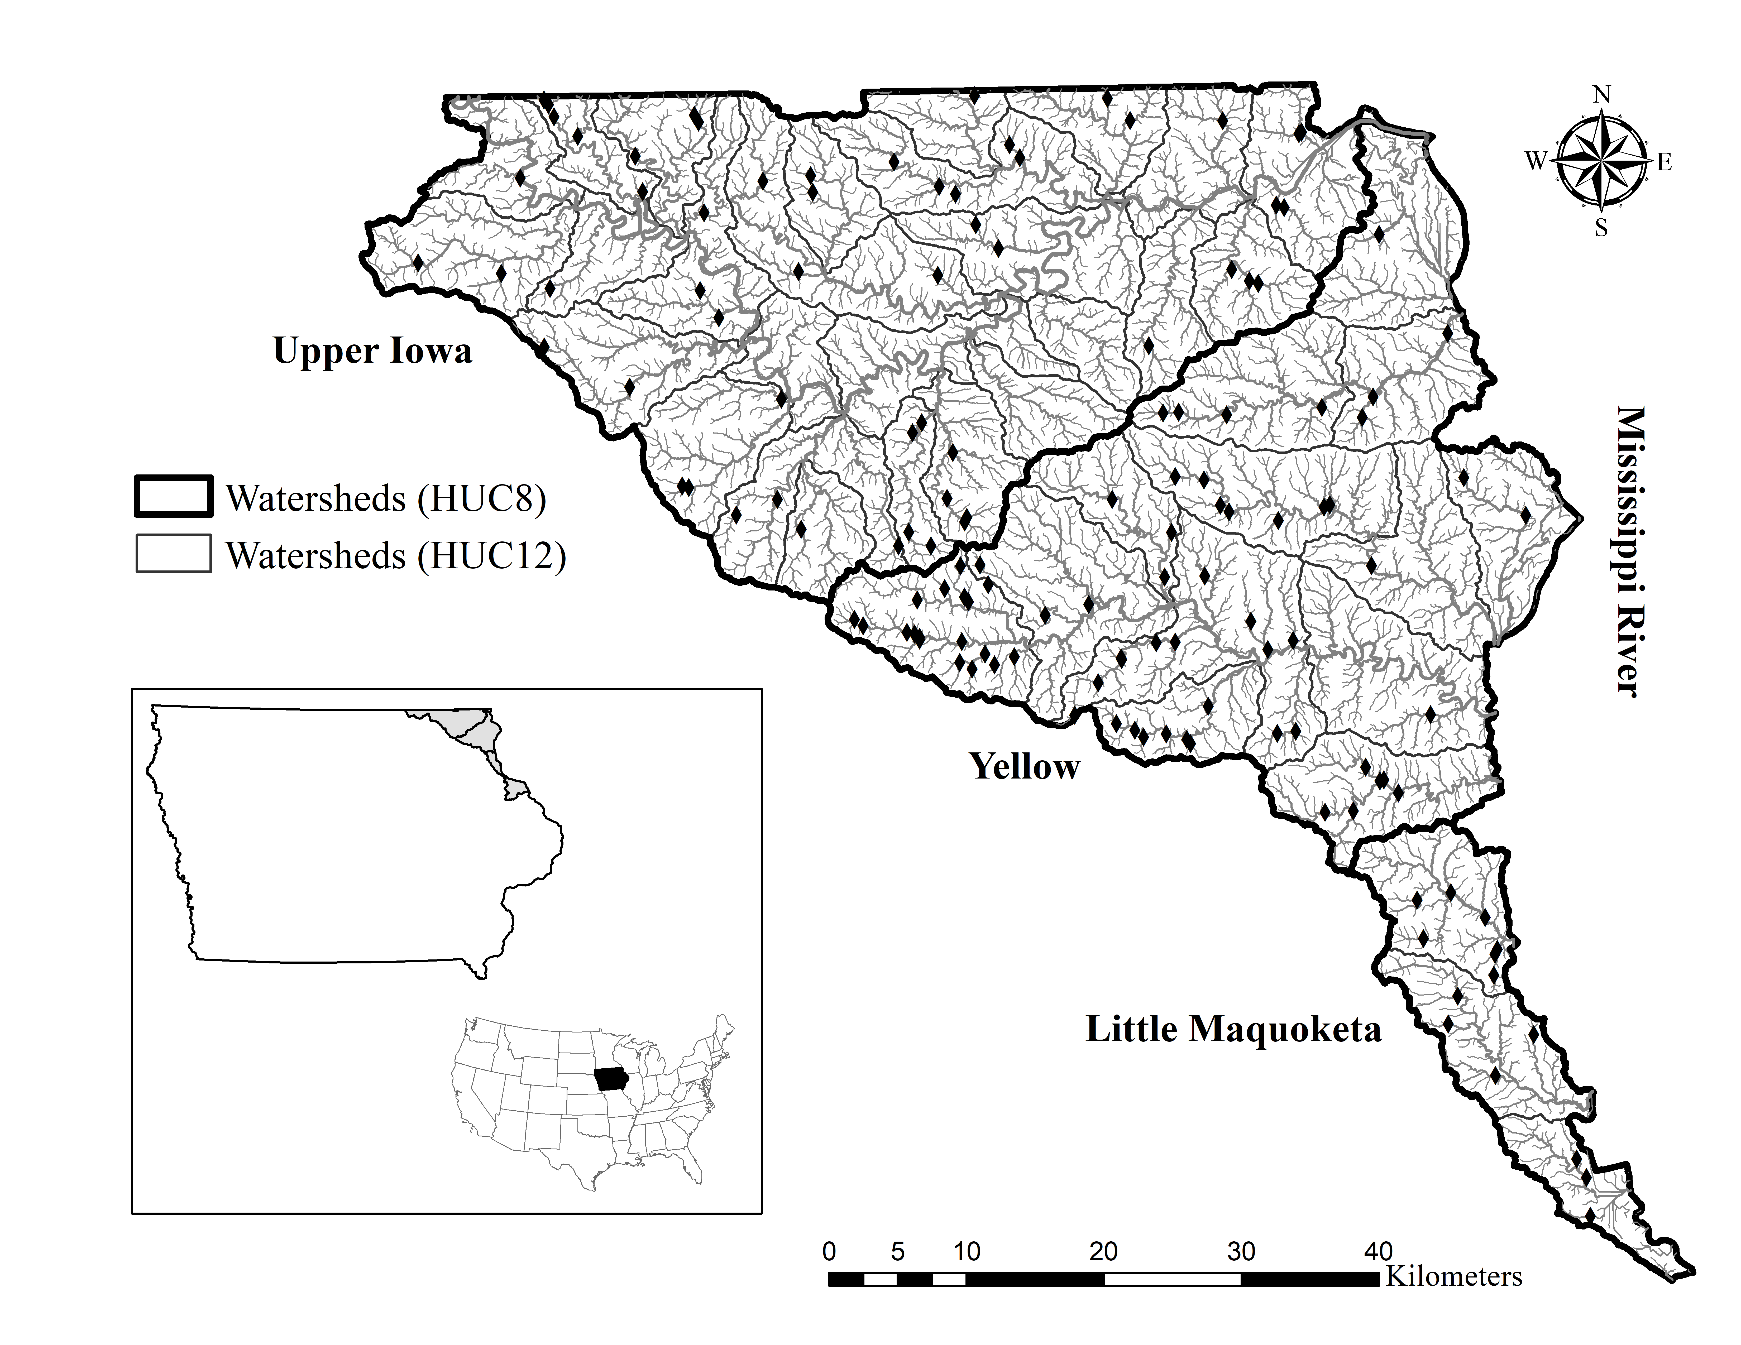 N
W
E
S
Upper Iowa
Mississippi River
Watersheds (HUC8)
Watersheds (HUC12)
Yellow
Little Maquoketa
0 5 10 20 30 40
Kilometers